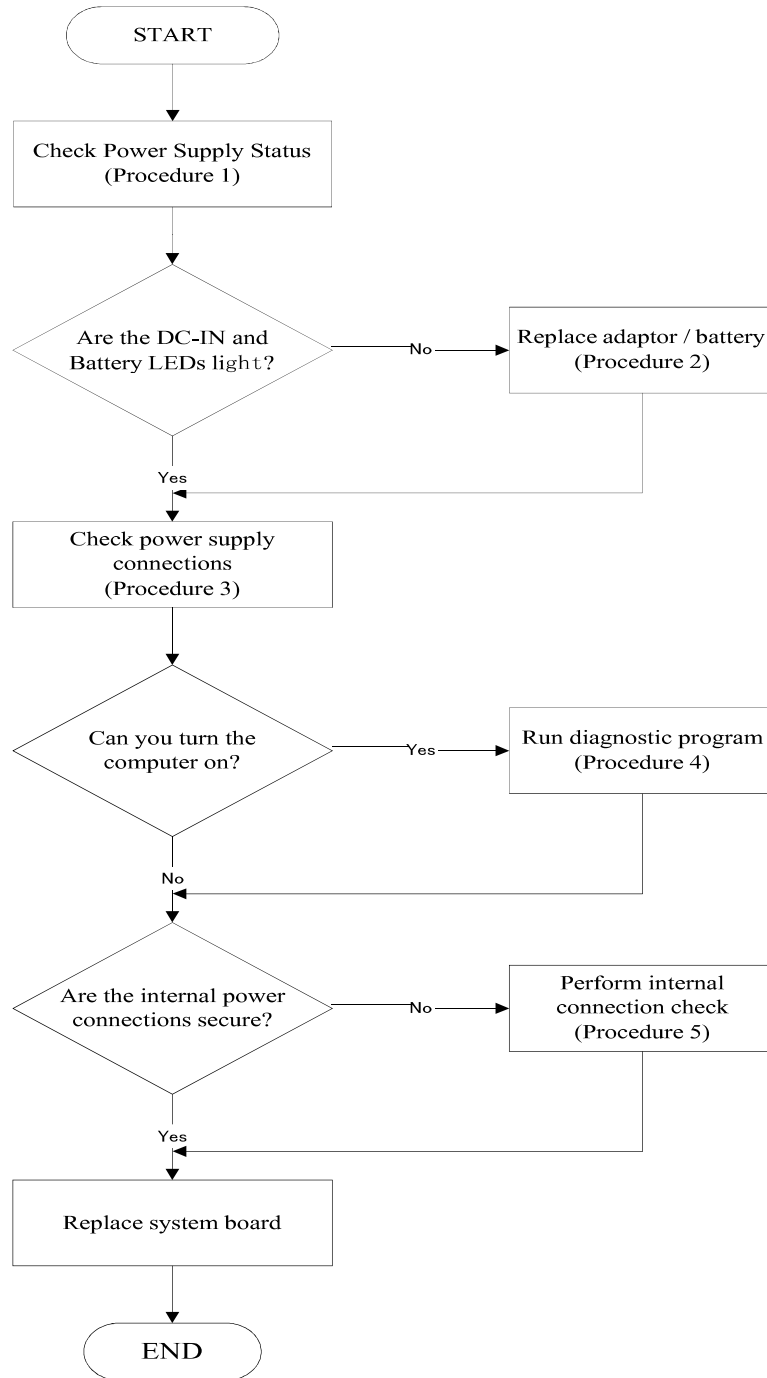 START
Check Power Supply Status
(Procedure 1)
Are the DC-IN and
Battery LEDs light?
No
Replace adaptor / battery
(Procedure 2)
Yes
Check power supply
connections
(Procedure 3)
Can you turn the
computer on?
Yes
Run diagnostic program
(Procedure 4)
No
Are the internal power
connections secure?
No
Perform internal
connection check
(Procedure 5)
Yes
Replace system board
END